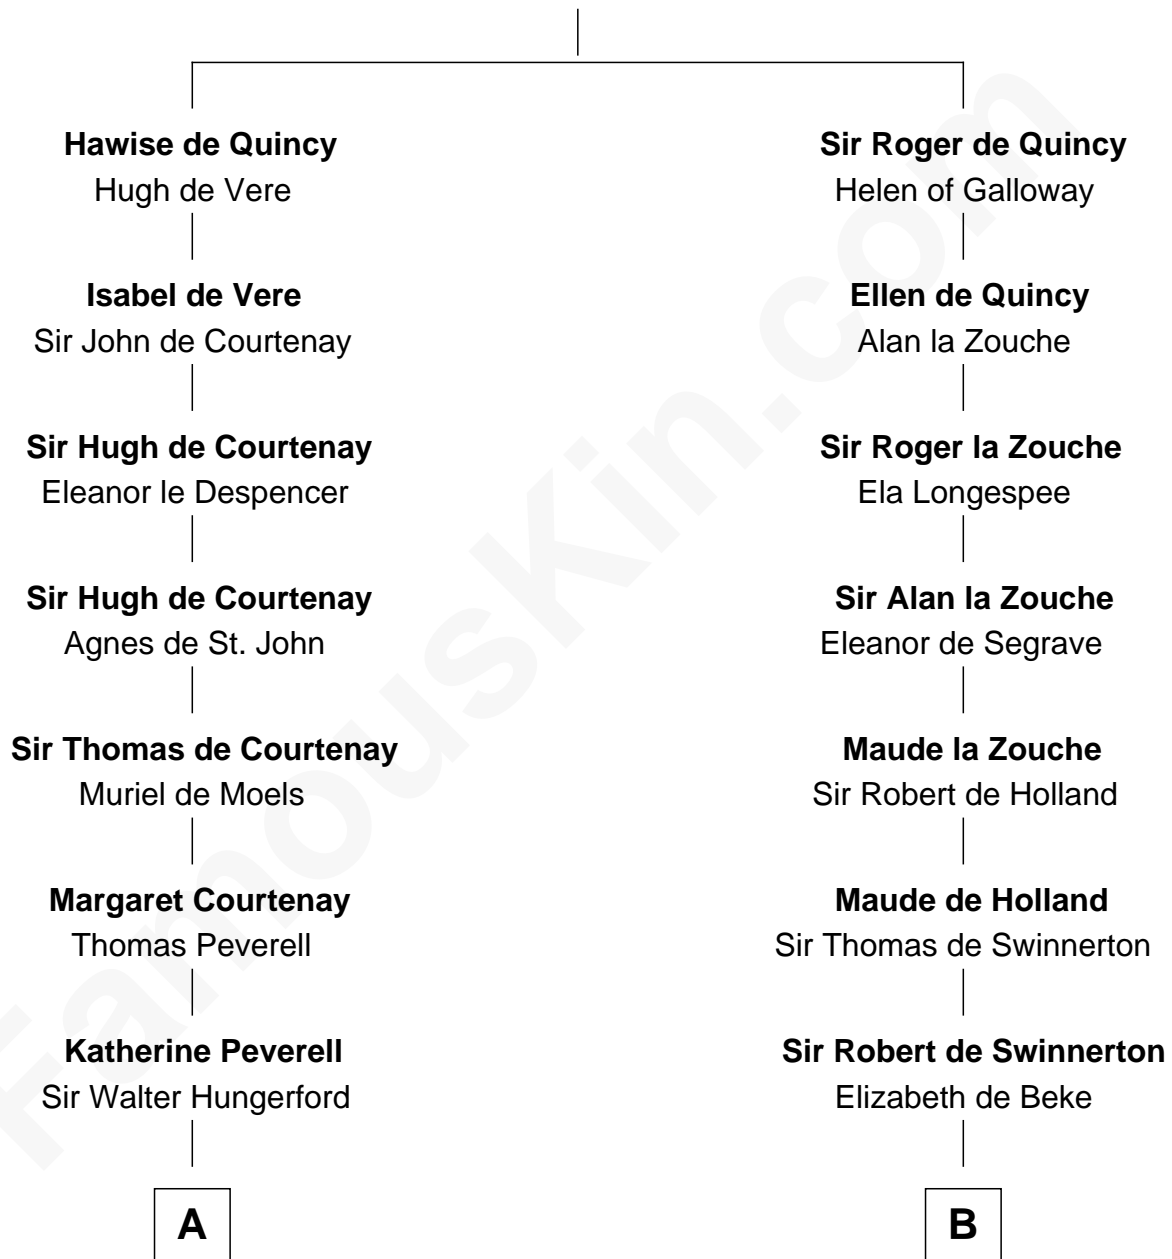 Hawise de Quincy
Hugh de Vere
Isabel de Vere
Sir John de Courtenay
Sir Hugh de Courtenay
Eleanor le Despencer
Sir Hugh de Courtenay
Agnes de St. John
Sir Thomas de Courtenay
Muriel de Moels
Margaret Courtenay
Thomas Peverell
Katherine Peverell
Sir Walter Hungerford
A
Sir Roger de Quincy
Helen of Galloway
Ellen de Quincy
Alan la Zouche
Sir Roger la Zouche
Ela Longespee
Sir Alan la Zouche
Eleanor de Segrave
Maude la Zouche
Sir Robert de Holland
Maude de Holland
Sir Thomas de Swinnerton
Sir Robert de Swinnerton
Elizabeth de Beke
B
FamousKin.com